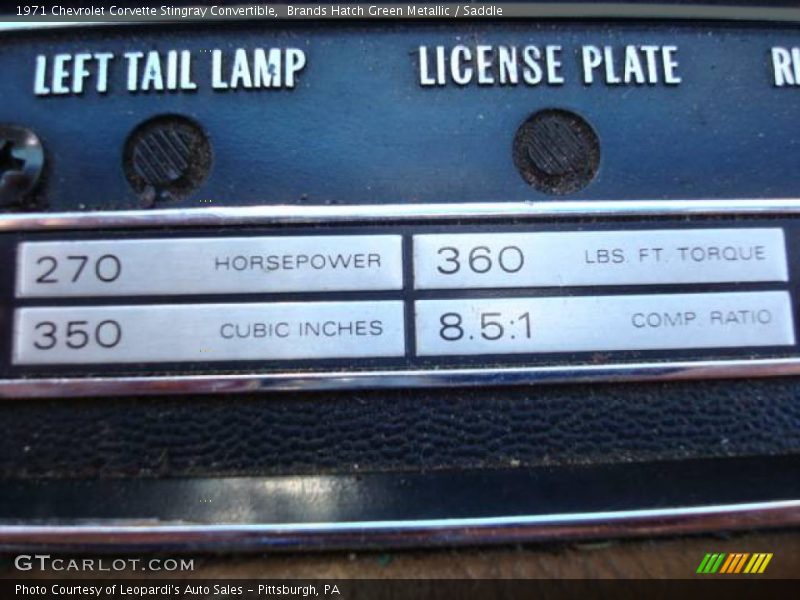 1971 Chevrolet Corvette Stingray Convertible, Brands Hatch Green Metallic / Saddle
LEFT TAIL LAMP LICENSE PLATE
270 HORSEPOWER 360 LBS. FT. TORQUE
350 CUBIC INCHES 8.5:1 COMP. RATIO
GTCARLOT.COM
Photo Courtesy of Leopardi's Auto Sales - Pittsburgh, PA